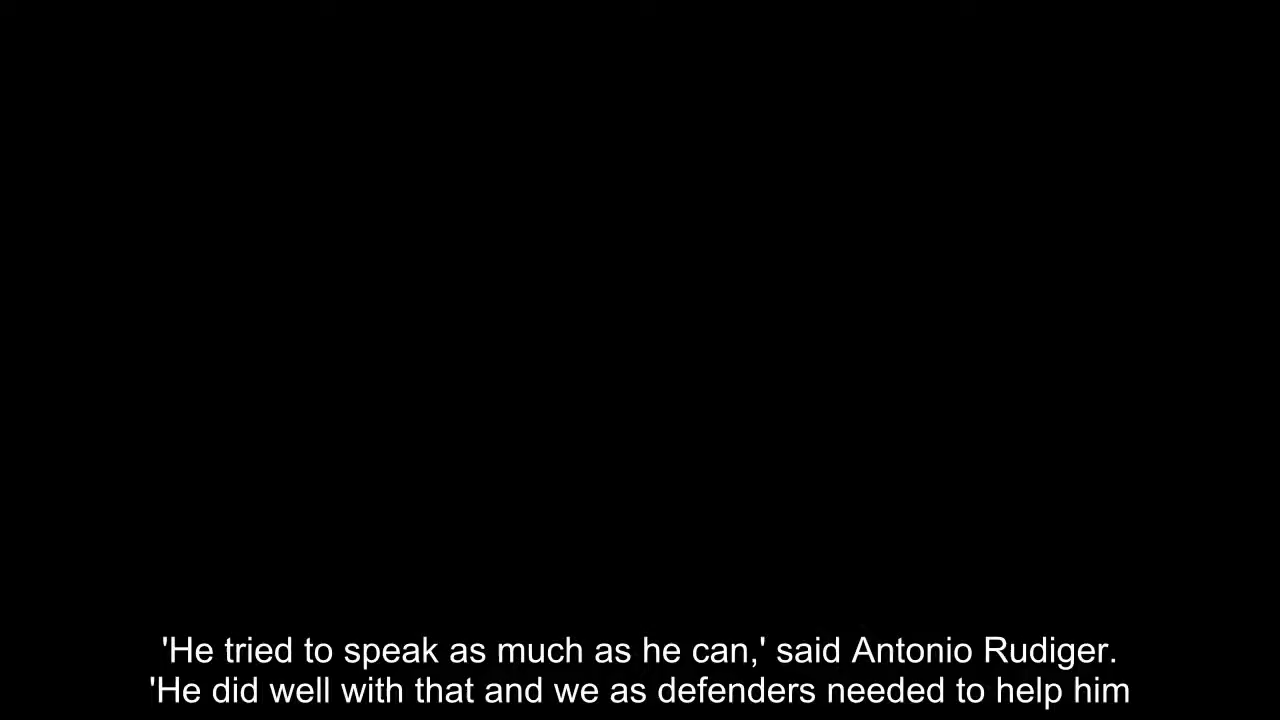 'He tried to speak as much as he can,' said Antonio Rudiger.
'He did well with that and we as defenders needed to help him